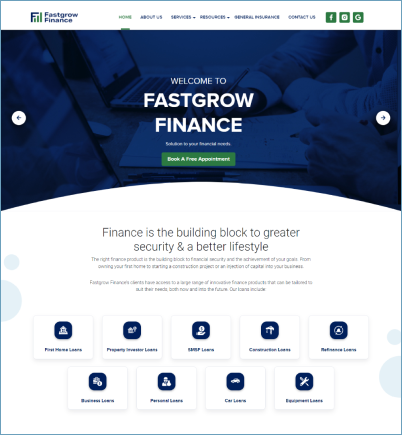 Fastgrow
Finance
HOME ABOUT US SERVICES RESOURCES GENERAL INSURANCE CONTACT US
WELCOME TO
FASTGROW
FINANCE
Solution to your financial needs.
Book A Free Appointment
Finance is the building block to greater
security & a better lifestyle
The right finance product is the building block to financial security and the achievement of your goals. From
owning your first home to starting a construction project or an injection of capital into your business.
Fastgrow Finance's clients have access to a large range of innovative finance products that can be tailored to
suit their needs, both now and into the future. Our loans include:
First Home Loans
Property Investor Loans
SMSF Loans
Construction Loans
Refinance Loans
Business Loans
Personal Loans
Car Loans
Equipment Loans